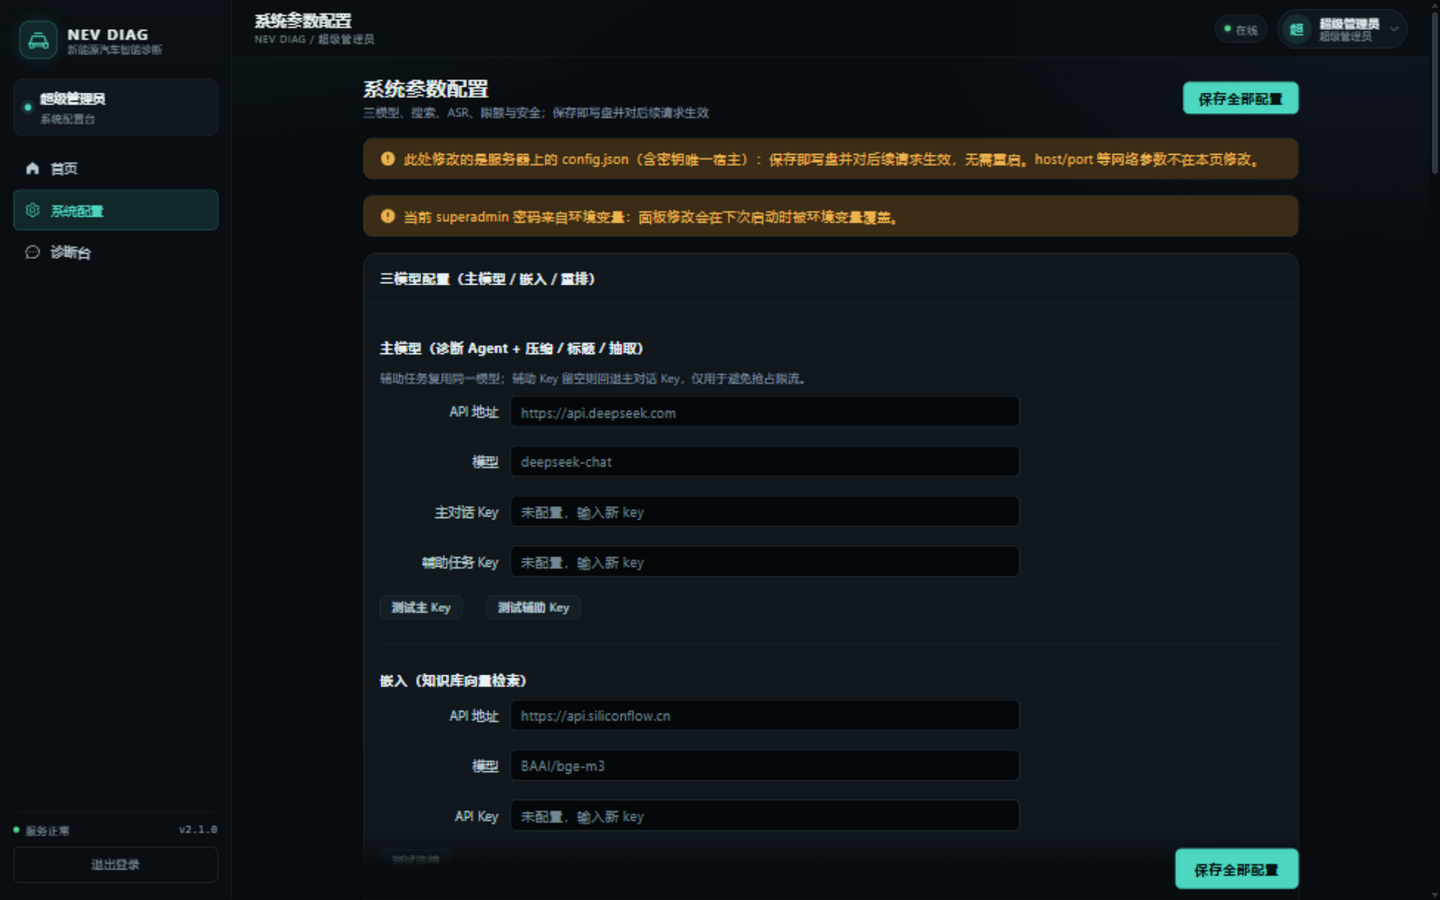 NEV DIAG
新能源汽车智能诊断
超级管理员
系统配置台
首页
系统配置
诊断台
服务正常
v2.1.0
退出登录
系统参数配置
NEV DIAG / 超级管理员
在线
超
超级管理员
超级管理员
系统参数配置
三模型、搜索、ASR、限额与安全；保存即写盘并对后续请求生效
保存全部配置
此处修改的是服务器上的 config.json（含密钥唯一宿主）：保存即写盘并对后续请求生效，无需重启。host/port 等网络参数不在本页修改。
当前 superadmin 密码来自环境变量：面板修改会在下次启动时被环境变量覆盖。
三模型配置（主模型 / 嵌入 / 重排）
主模型（诊断 Agent + 压缩 / 标题 / 抽取）
辅助任务复用同一模型；辅助 Key 留空则回退主对话 Key，仅用于避免抢占限流。
API 地址
https://api.deepseek.com
模型
deepseek-chat
主对话 Key
未配置，输入新 key
辅助任务 Key
未配置，输入新 key
测试主 Key
测试辅助 Key
嵌入（知识库向量检索）
API 地址
https://api.siliconflow.cn
模型
BAAI/bge-m3
API Key
未配置，输入新 key
测试连接
保存全部配置